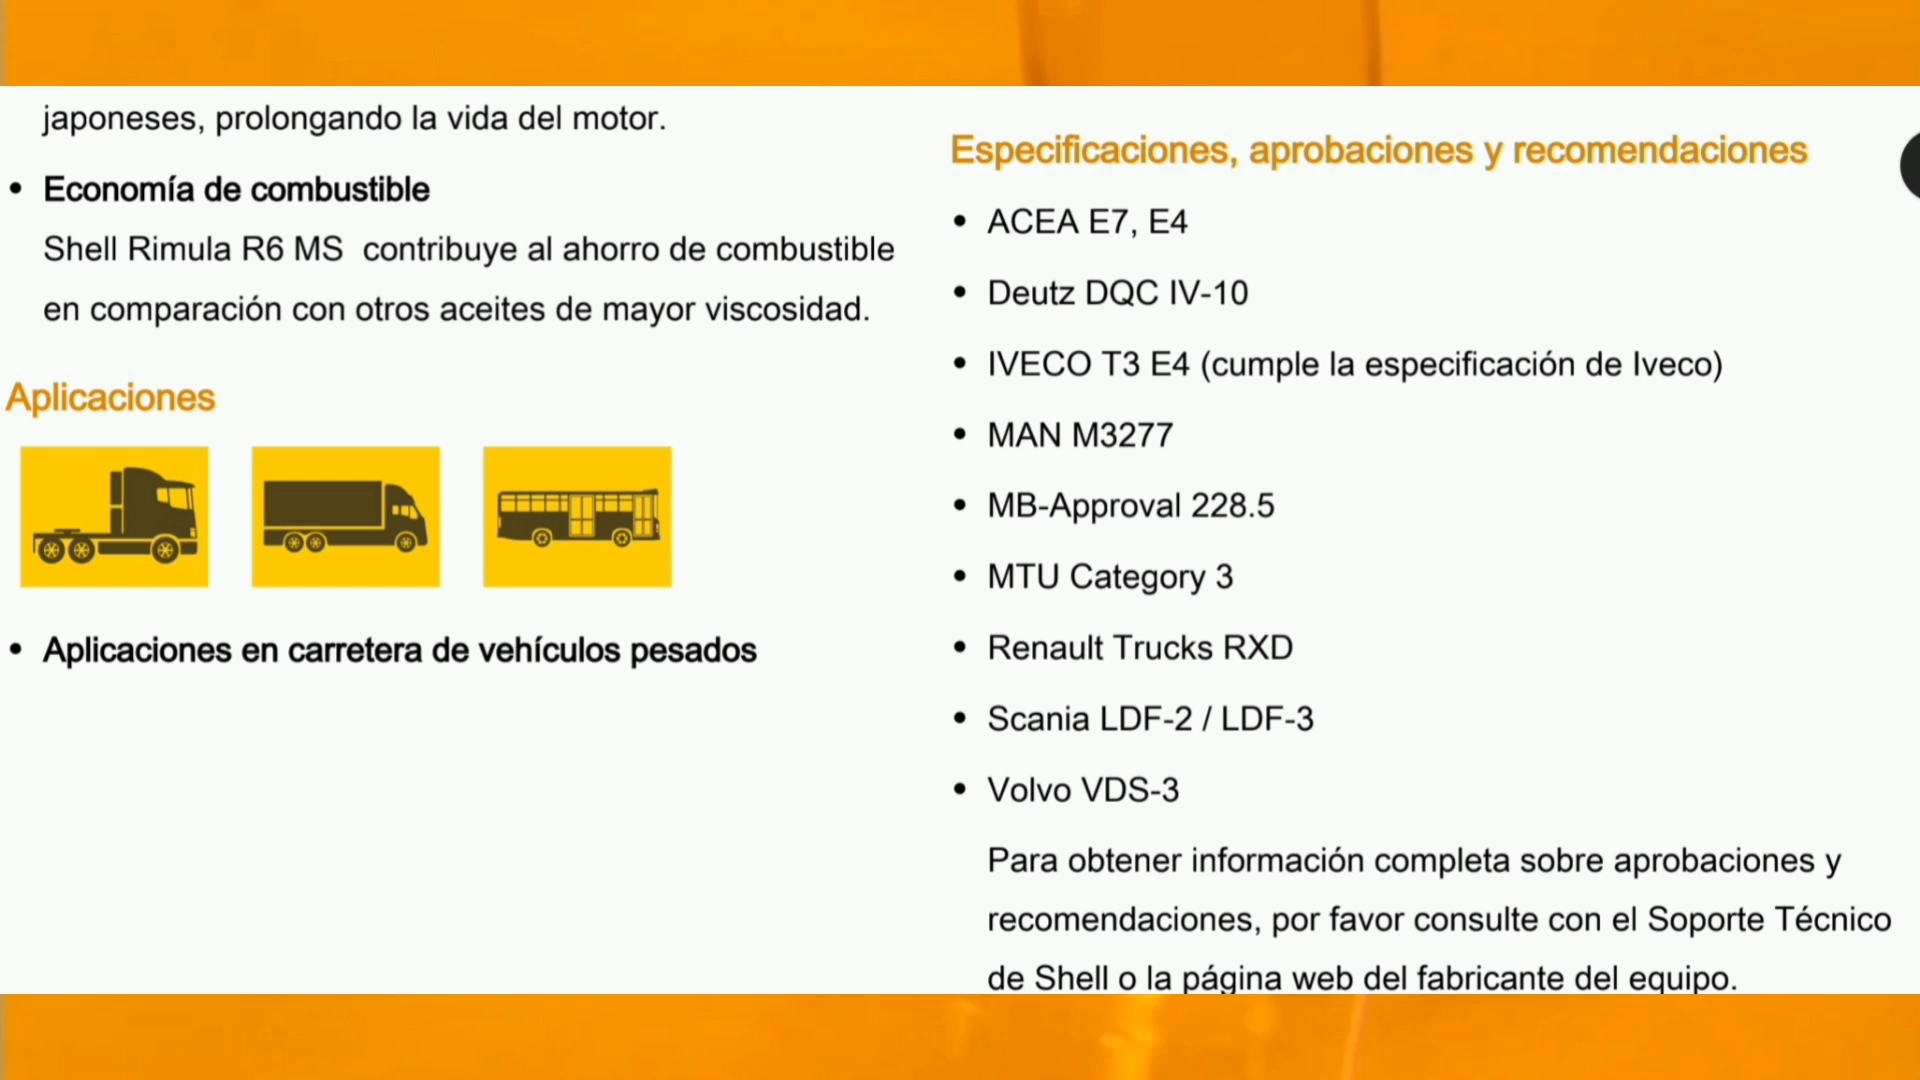 japoneses, prolongando la vida del motor.
• Economía de combustible
Shell Rimula R6 MS contribuye al ahorro de combustible
en comparación con otros aceites de mayor viscosidad.
Aplicaciones
• Aplicaciones en carretera de vehículos pesados
Especificaciones, aprobaciones y recomendaciones
• ACEA E7, E4
• Deutz DQC IV-10
• IVECO T3 E4 (cumple la especificación de Iveco)
• MAN M3277
• MB-Approval 228.5
• MTU Category 3
• Renault Trucks RXD
• Scania LDF-2 / LDF-3
• Volvo VDS-3
Para obtener información completa sobre aprobaciones y
recomendaciones, por favor consulte con el Soporte Técnico
de Shell o la página web del fabricante del equipo.